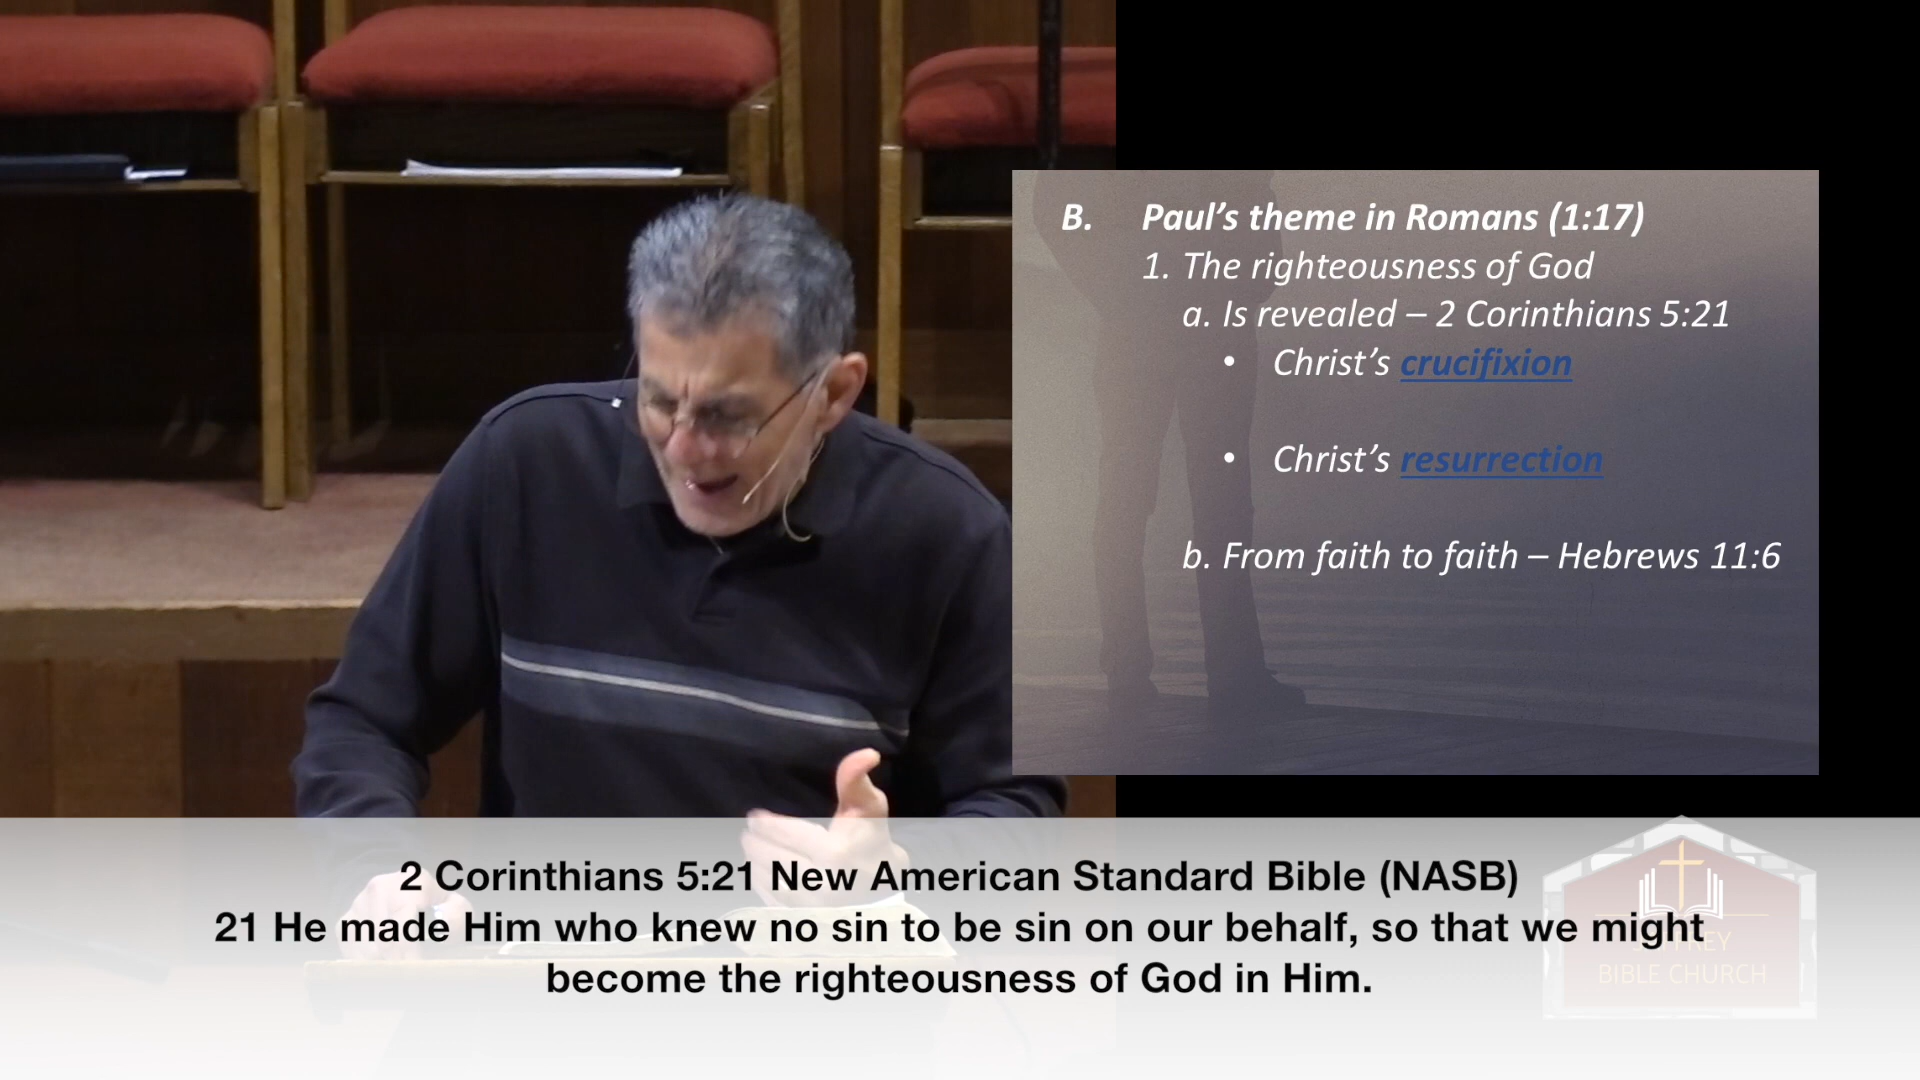 B. Paul’s theme in Romans (1:17)
1. The righteousness of God
a. Is revealed – 2 Corinthians 5:21
• Christ’s crucifixion
• Christ’s resurrection
b. From faith to faith – Hebrews 11:6
2 Corinthians 5:21 New American Standard Bible (NASB)
21 He made Him who knew no sin to be sin on our behalf, so that we might
become the righteousness of God in Him.
BIBLE CHURCH